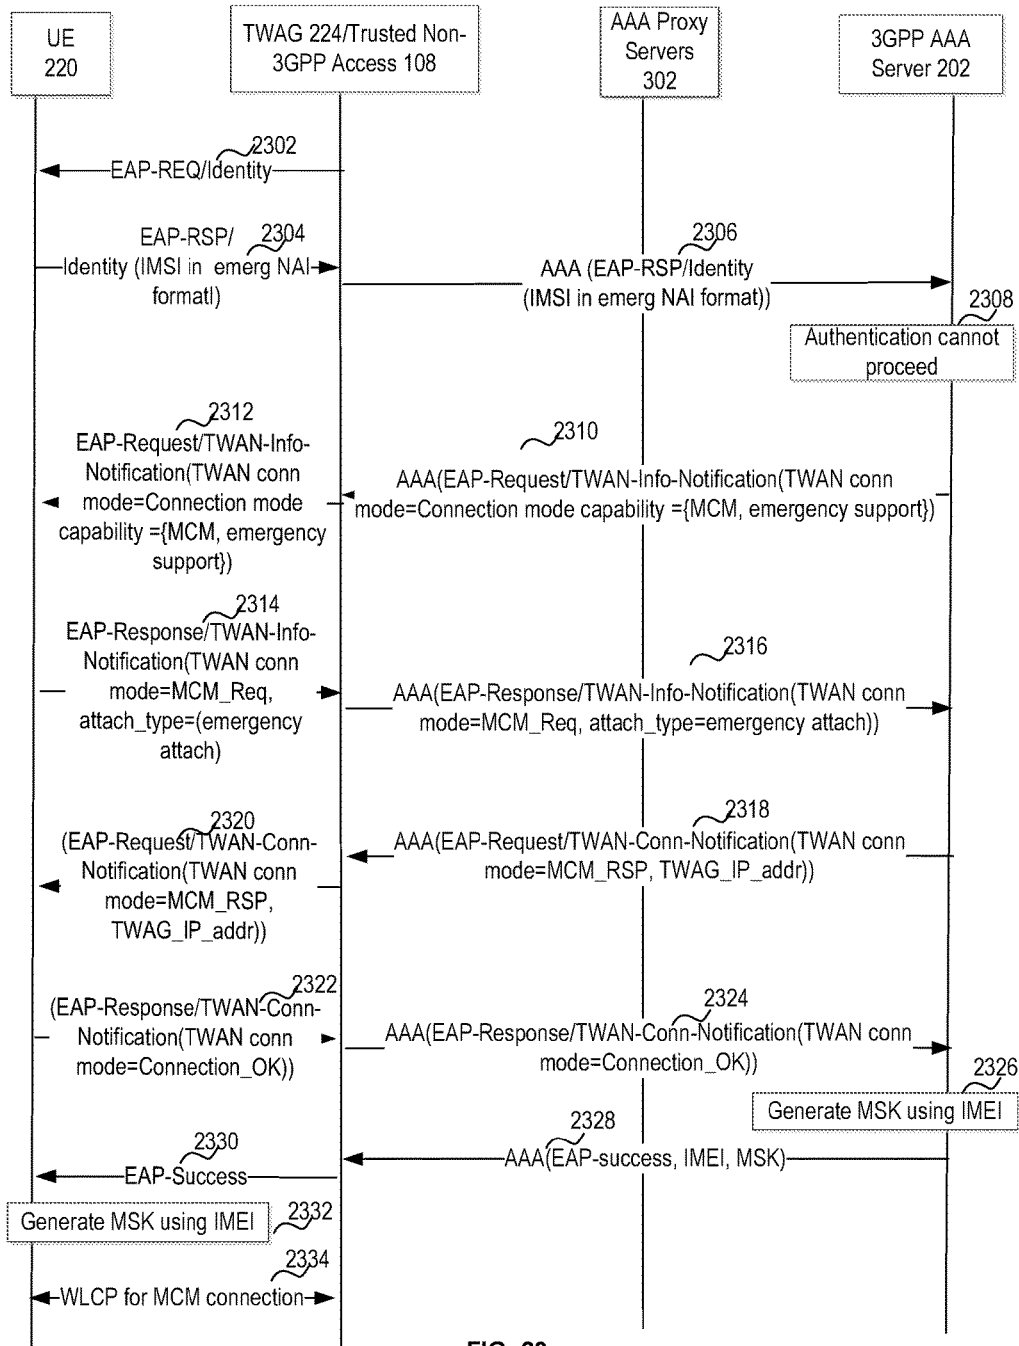 UE
220
TWAG 224/Trusted Non-
3GPP Access 108
AAA Proxy
Servers
302
3GPP AAA
Server 202
2302
EAP-REQ/Identity
EAP-RSP/
2304
Identity (IMSI in emerg NAI
formatl)
2306
AAA (EAP-RSP/Identity
(IMSI in emerg NAI format))
2308
Authentication cannot
proceed
2310
AAA(EAP-Request/TWAN-Info-Notification(TWAN conn
mode=Connection mode capability ={MCM, emergency support})
2312
EAP-Request/TWAN-Info-
Notification(TWAN conn
mode=Connection mode
capability ={MCM, emergency
support})
2314
EAP-Response/TWAN-Info-
Notification(TWAN conn
mode=MCM_Req,
attach_type=(emergency
attach)
2316
AAA(EAP-Response/TWAN-Info-Notification(TWAN conn
mode=MCM_Req, attach_type=emergency attach))
2318
AAA(EAP-Request/TWAN-Conn-Notification(TWAN conn
mode=MCM_RSP, TWAG_IP_addr))
2320
(EAP-Request/TWAN-Conn-
Notification(TWAN conn
mode=MCM_RSP,
TWAG_IP_addr))
2322
(EAP-Response/TWAN-Conn-
Notification(TWAN conn
mode=Connection_OK))
2324
AAA(EAP-Response/TWAN-Conn-Notification(TWAN conn
mode=Connection_OK))
2326
Generate MSK using IMEI
2328
AAA(EAP-success, IMEI, MSK)
2330
EAP-Success
Generate MSK using IMEI
2332
2334
WLCP for MCM connection